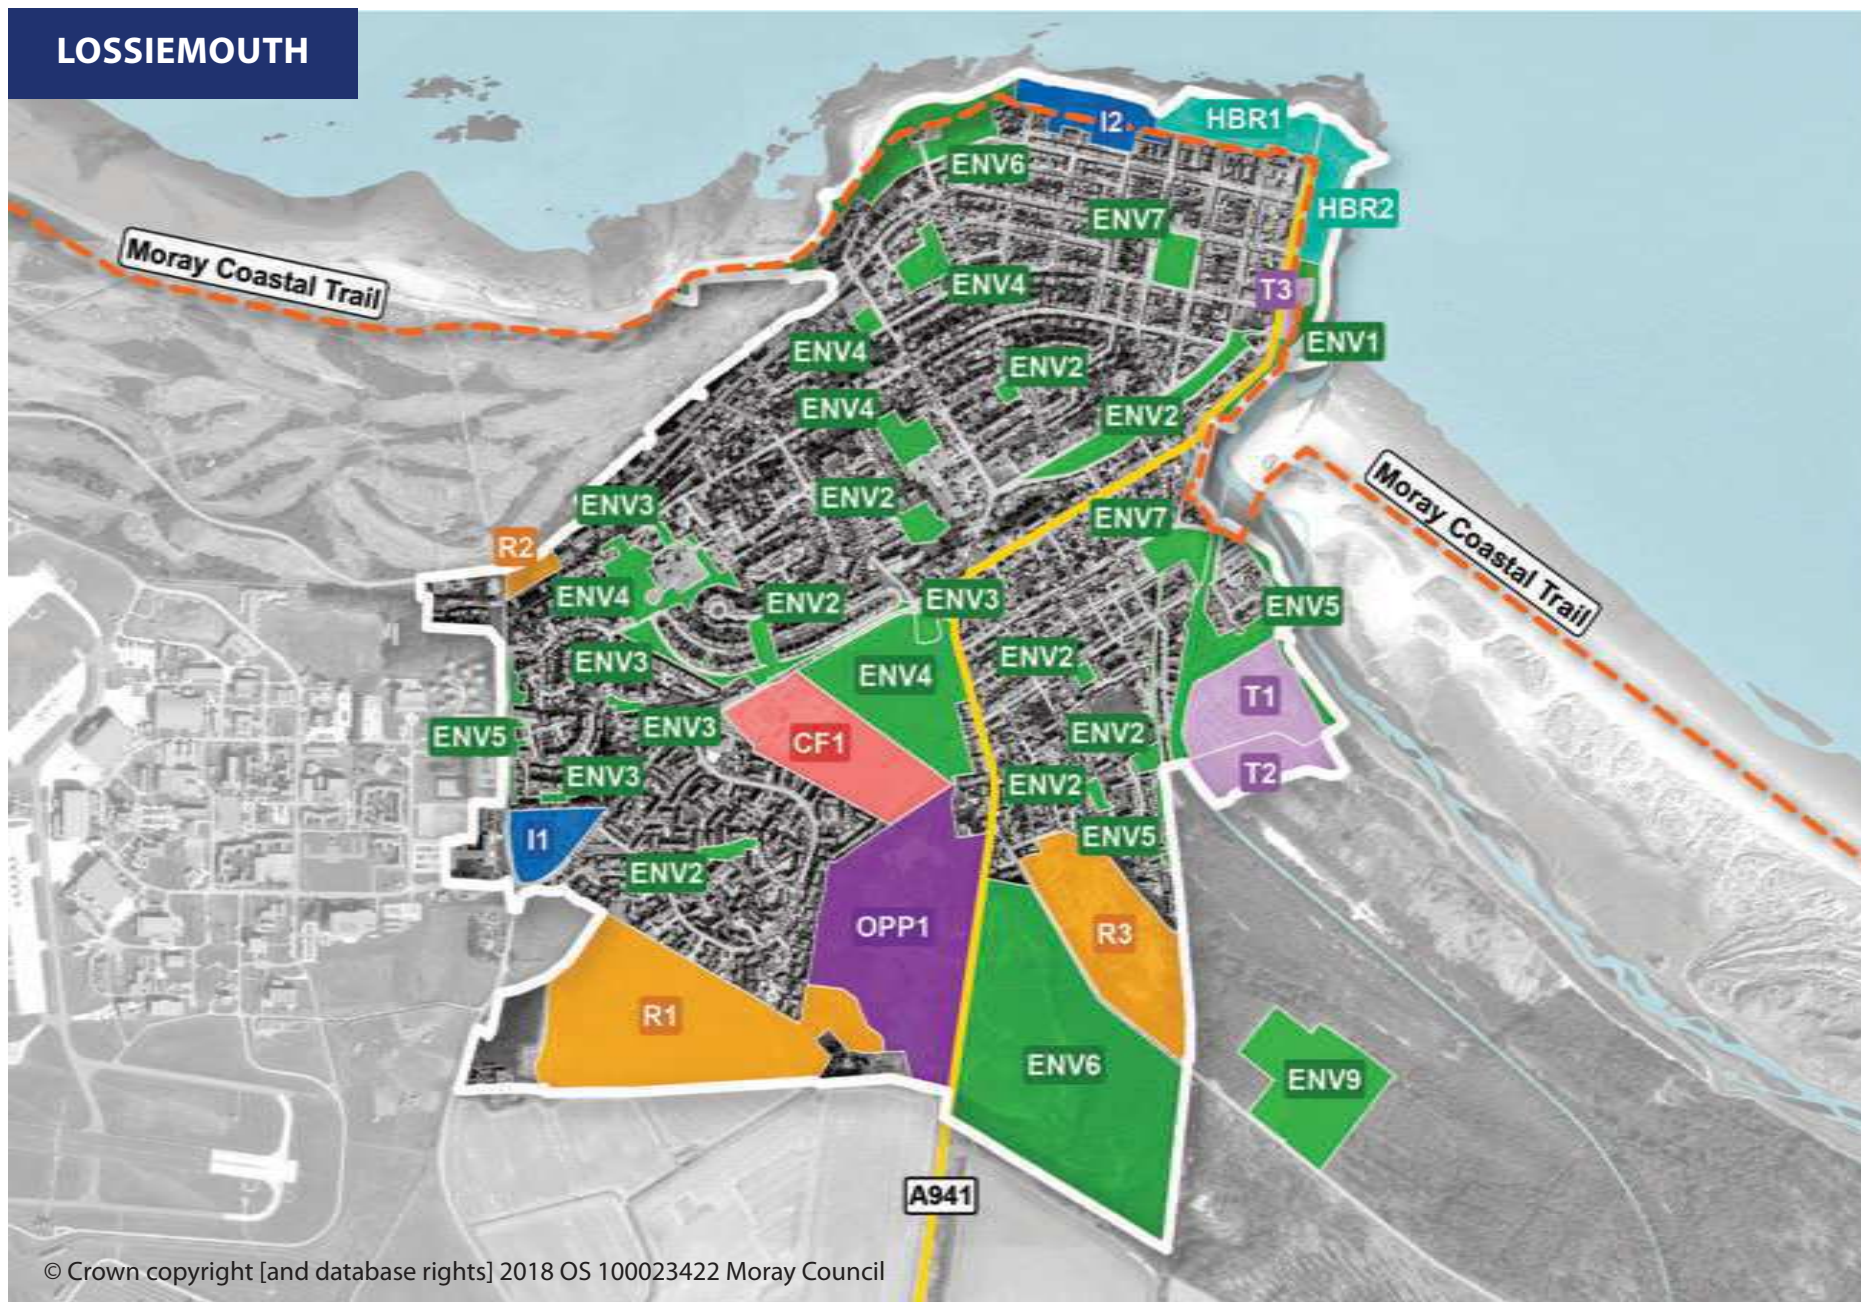 LOSSIEMOUTH
I2
HBR1
ENV6
HBR2
ENV7
Moray Coastal Trail
ENV4
T3
ENV1
ENV4
ENV2
ENV4
ENV2
ENV2
ENV3
ENV7
Moray Coastal Trail
R2
ENV4
ENV2
ENV3
ENV5
ENV3
ENV2
ENV4
T1
ENV3
ENV5
CF1
ENV2
T2
ENV3
ENV2
I1
ENV5
ENV2
OPP1
R3
R1
ENV6
ENV9
A941
© Crown copyright [and database rights] 2018 OS 100023422 Moray Council